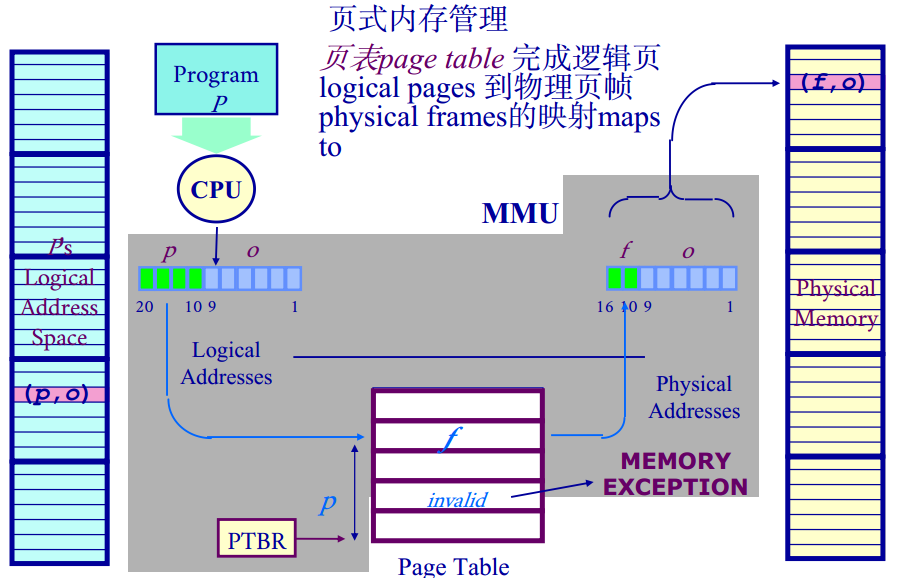 页式内存管理
页表page table 完成逻辑页
logical pages 到物理页帧
physical frames的映射maps
to
Program
P
CPU
MMU
(f,o)
p o
f o
20 10 9 1
16 10 9 1
P's
Logical
Address
Space
(p,o)
Logical
Addresses
Physical
Addresses
Physical
Memory
f
p
invalid
MEMORY
EXCEPTION
PTBR
Page Table